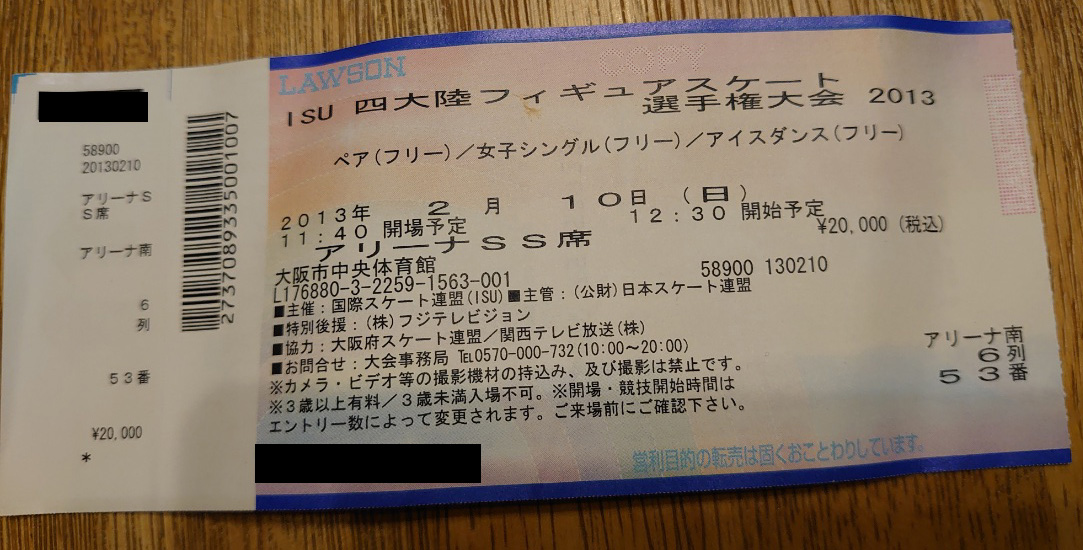 58900
20130210
アリーナS
S席
アリーナ南
6
列
53番
¥20,000
*
2737089335001007
LAWSON
ISU 四大陸フィギュアスケート
選手権大会 2013
ペア(フリー)/女子シングル(フリー)/アイスダンス(フリー)
2013年 2月 10日 (日)
11:40 開場予定 12:30 開始予定
アリーナSS席 ¥20,000 (税込)
大阪市中央体育館
L176880-3-2259-1563-001 58900 130210
■主催:国際スケート連盟(ISU)■主管:(公財)日本スケート連盟
■特別後援:(株)フジテレビジョン
■協力:大阪府スケート連盟/関西テレビ放送(株)
■お問合せ:大会事務局 ℡0570-000-732(10:00〜20:00)
※カメラ・ビデオ等の撮影機材の持込み、及び撮影は禁止です。
※3歳以上有料/3歳未満入場不可。※開場・競技開始時間は
エントリー数によって変更されます。ご来場前にご確認下さい。
アリーナ南
6列
53番
営利目的の転売は固くおことわりしています。